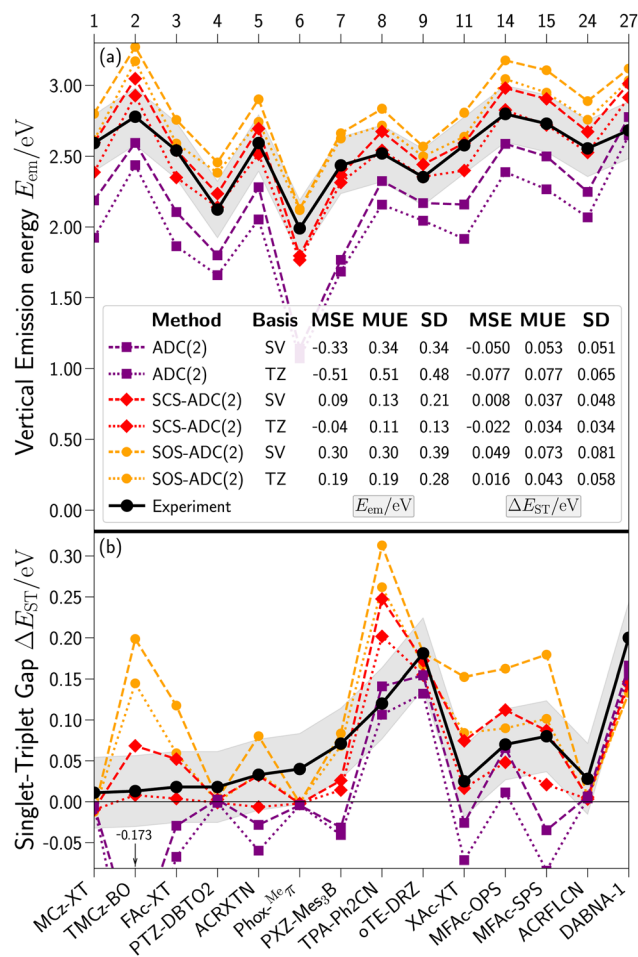 1 2 3 4 5 6 7 8 9 11 14 15 24 27
(a)
Vertical Emission energy E_em/eV
3.00
2.50
2.00
1.50
1.00
0.50
0.00
Method Basis MSE MUE SD MSE MUE SD
ADC(2) SV -0.33 0.34 0.34 -0.050 0.053 0.051
ADC(2) TZ -0.51 0.51 0.48 -0.077 0.077 0.065
SCS-ADC(2) SV 0.09 0.13 0.21 0.008 0.037 0.048
SCS-ADC(2) TZ -0.04 0.11 0.13 -0.022 0.034 0.034
SOS-ADC(2) SV 0.30 0.30 0.39 0.049 0.073 0.081
SOS-ADC(2) TZ 0.19 0.19 0.28 0.016 0.043 0.058
Experiment E_em/eV ΔE_ST/eV
(b)
Singlet-Triplet Gap ΔE_ST/eV
0.30
0.25
0.20
0.15
0.10
0.05
0.00
-0.05
-0.173
MCz-XT
TMCz-BO
FAc-XT
PTZ-DBTO2
ACRXTN
Phox-ᴹᵉπ
PXZ-Mes₃B
TPA-Ph2CN
oTE-DRZ
XAc-XT
MFAc-OPS
MFAc-SPS
ACRFLCN
DABNA-1